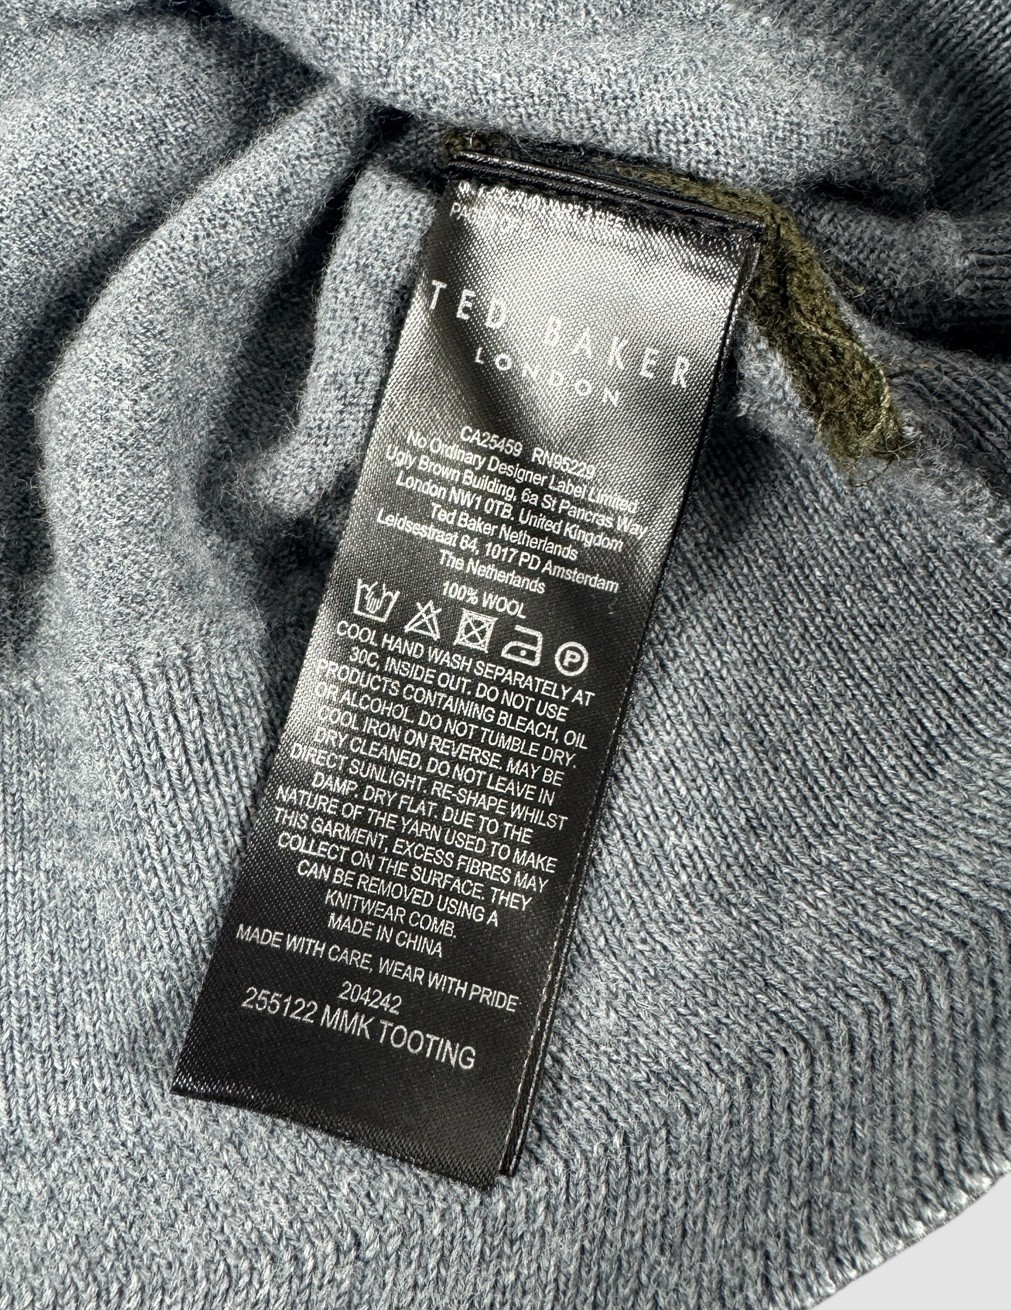 TED BAKER
LONDON
CA25459 RN95229
No Ordinary Designer Label Limited
Ugly Brown Building, 6a St Pancras Way
London NW1 0TB, United Kingdom
Ted Baker Netherlands
Leidsestraat 64, 1017 PD Amsterdam
The Netherlands
100% WOOL
P
COOL HAND WASH SEPARATELY AT
30C, INSIDE OUT. DO NOT USE
PRODUCTS CONTAINING BLEACH, OIL
OR ALCOHOL. DO NOT TUMBLE DRY.
COOL IRON ON REVERSE. MAY BE
DRY CLEANED. DO NOT LEAVE IN
DIRECT SUNLIGHT. RE-SHAPE WHILST
DAMP. DRY FLAT. DUE TO THE
NATURE OF THE YARN USED TO MAKE
THIS GARMENT, EXCESS FIBRES MAY
COLLECT ON THE SURFACE. THEY
CAN BE REMOVED USING A
KNITWEAR COMB.
MADE IN CHINA
MADE WITH CARE, WEAR WITH PRIDE
204242
255122 MMK TOOTING